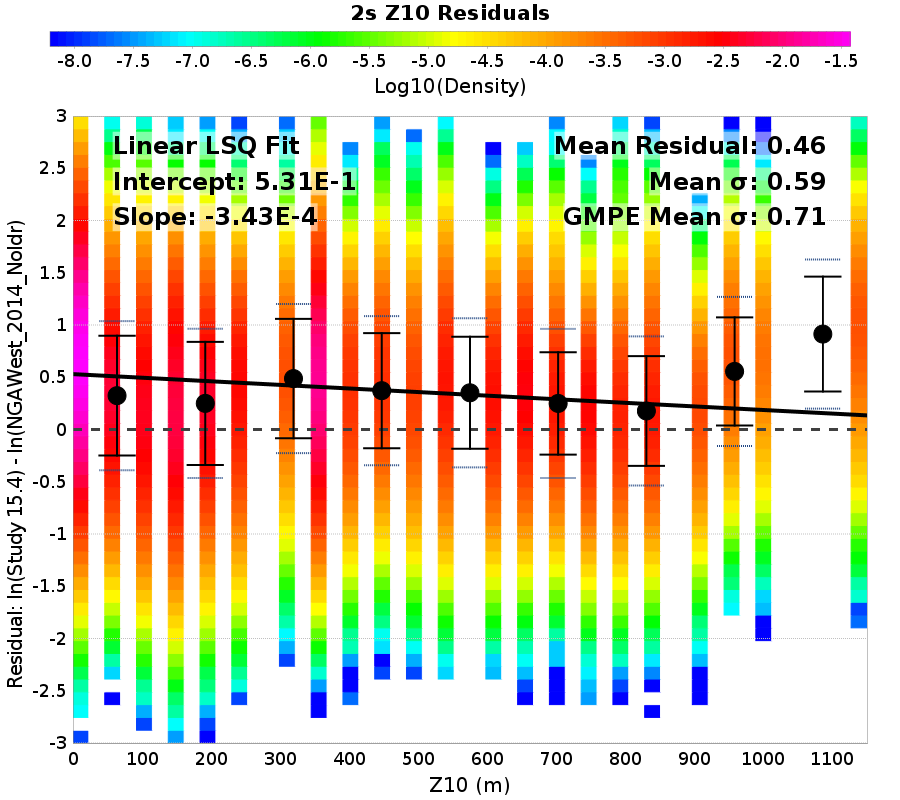 2s Z10 Residuals
-8.0 -7.5 -7.0 -6.5 -6.0 -5.5 -5.0 -4.5 -4.0 -3.5 -3.0 -2.5 -2.0 -1.5
Log10(Density)
Linear LSQ Fit
Intercept: 5.31E-1
Slope: -3.43E-4
Mean Residual: 0.46
Mean σ: 0.59
GMPE Mean σ: 0.71
Residual: ln(Study 15.4) - ln(NGAWest_2014_NoIdr)
3
2.5
2
1.5
1
0.5
0
-0.5
-1
-1.5
-2
-2.5
-3
0 100 200 300 400 500 600 700 800 900 1000 1100
Z10 (m)